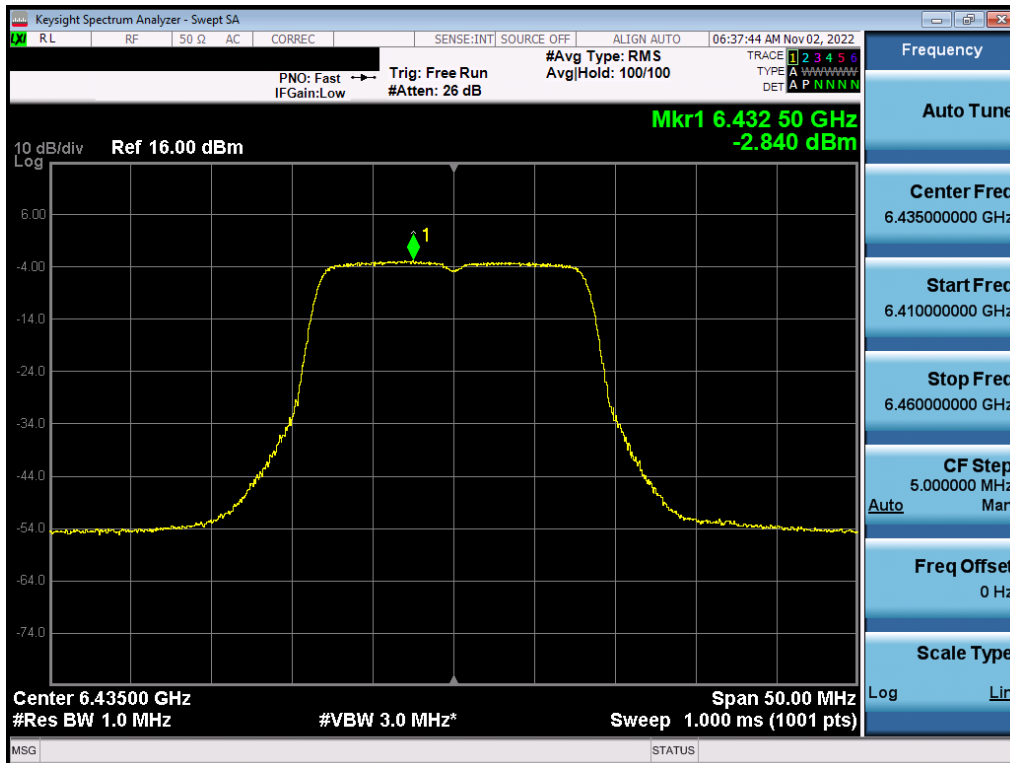 Keysight Spectrum Analyzer - Swept SA
LXI RL RF 50 Ω AC CORREC SENSE:INT SOURCE OFF ALIGN AUTO 06:37:44 AM Nov 02, 2022
PNO: Fast
IFGain:Low
Trig: Free Run
#Atten: 26 dB
#Avg Type: RMS
Avg|Hold: 100/100
TRACE 1 2 3 4 5 6
TYPE A WWWWW
DET A P N N N N
Mkr1 6.432 50 GHz
-2.840 dBm
10 dB/div Ref 16.00 dBm
Log
6.00
1
-4.00
-14.0
-24.0
-34.0
-44.0
-54.0
-64.0
-74.0
Center 6.43500 GHz Span 50.00 MHz
#Res BW 1.0 MHz #VBW 3.0 MHz* Sweep 1.000 ms (1001 pts)
MSG STATUS
Frequency
Auto Tune
Center Freq
6.435000000 GHz
Start Freq
6.410000000 GHz
Stop Freq
6.460000000 GHz
CF Step
5.000000 MHz
Auto Man
Freq Offset
0 Hz
Scale Type
Log Lin